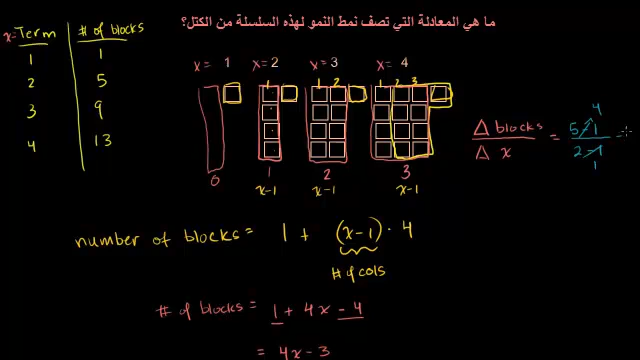 ما هي المعادلة التي تصف نمط النمو لهذه السلسلة من الكتل؟
x= Term # of blocks
1 1
2 5
3 9
4 13
x= 1 x=2 x= 3 x= 4
1 1 2 1 2 3
0 1 2 3
x-1 x-1 x-1
Δ blocks / Δ x = 5-1 / 2-1 =
4
1
number of blocks = 1 + (x-1) · 4
# of cols
# of blocks = 1 + 4x - 4
= 4x - 3